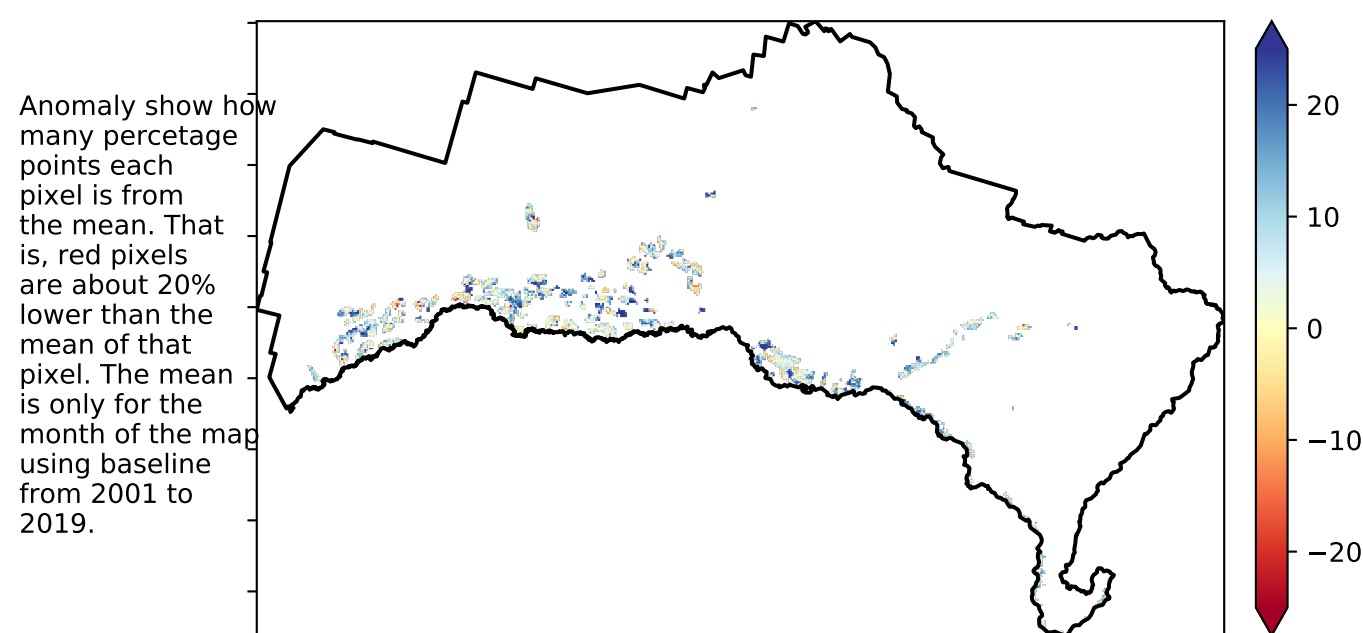 Anomaly show how
many percetage
points each
pixel is from
the mean. That
is, red pixels
are about 20%
lower than the
mean of that
pixel. The mean
is only for the
month of the map
using baseline
from 2001 to
2019.
20
10
0
−10
−20